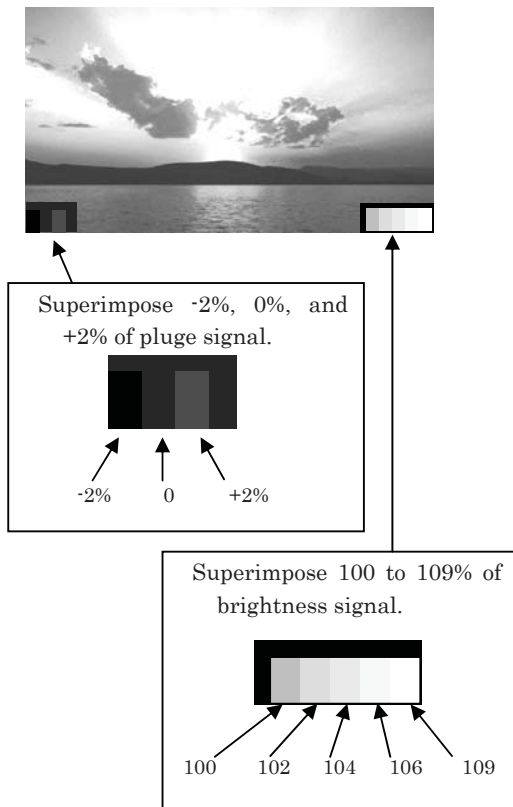 Superimpose -2%, 0%, and
+2% of pluge signal.
-2% 0 +2%
Superimpose 100 to 109% of
brightness signal.
100 102 104 106 109